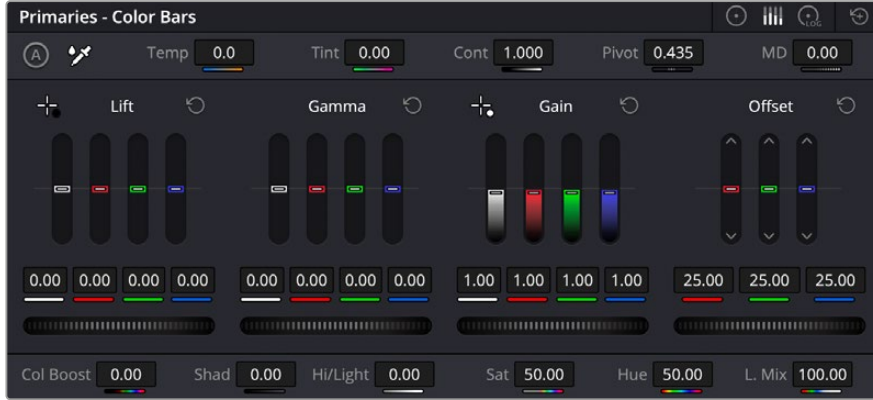 Primaries - Color Bars
LOG
A Temp 0.0 Tint 0.00 Cont 1.000 Pivot 0.435 MD 0.00
Lift Gamma Gain Offset
0.00 0.00 0.00 0.00 0.00 0.00 0.00 0.00 1.00 1.00 1.00 1.00 25.00 25.00 25.00
Col Boost 0.00 Shad 0.00 Hi/Light 0.00 Sat 50.00 Hue 50.00 L. Mix 100.00